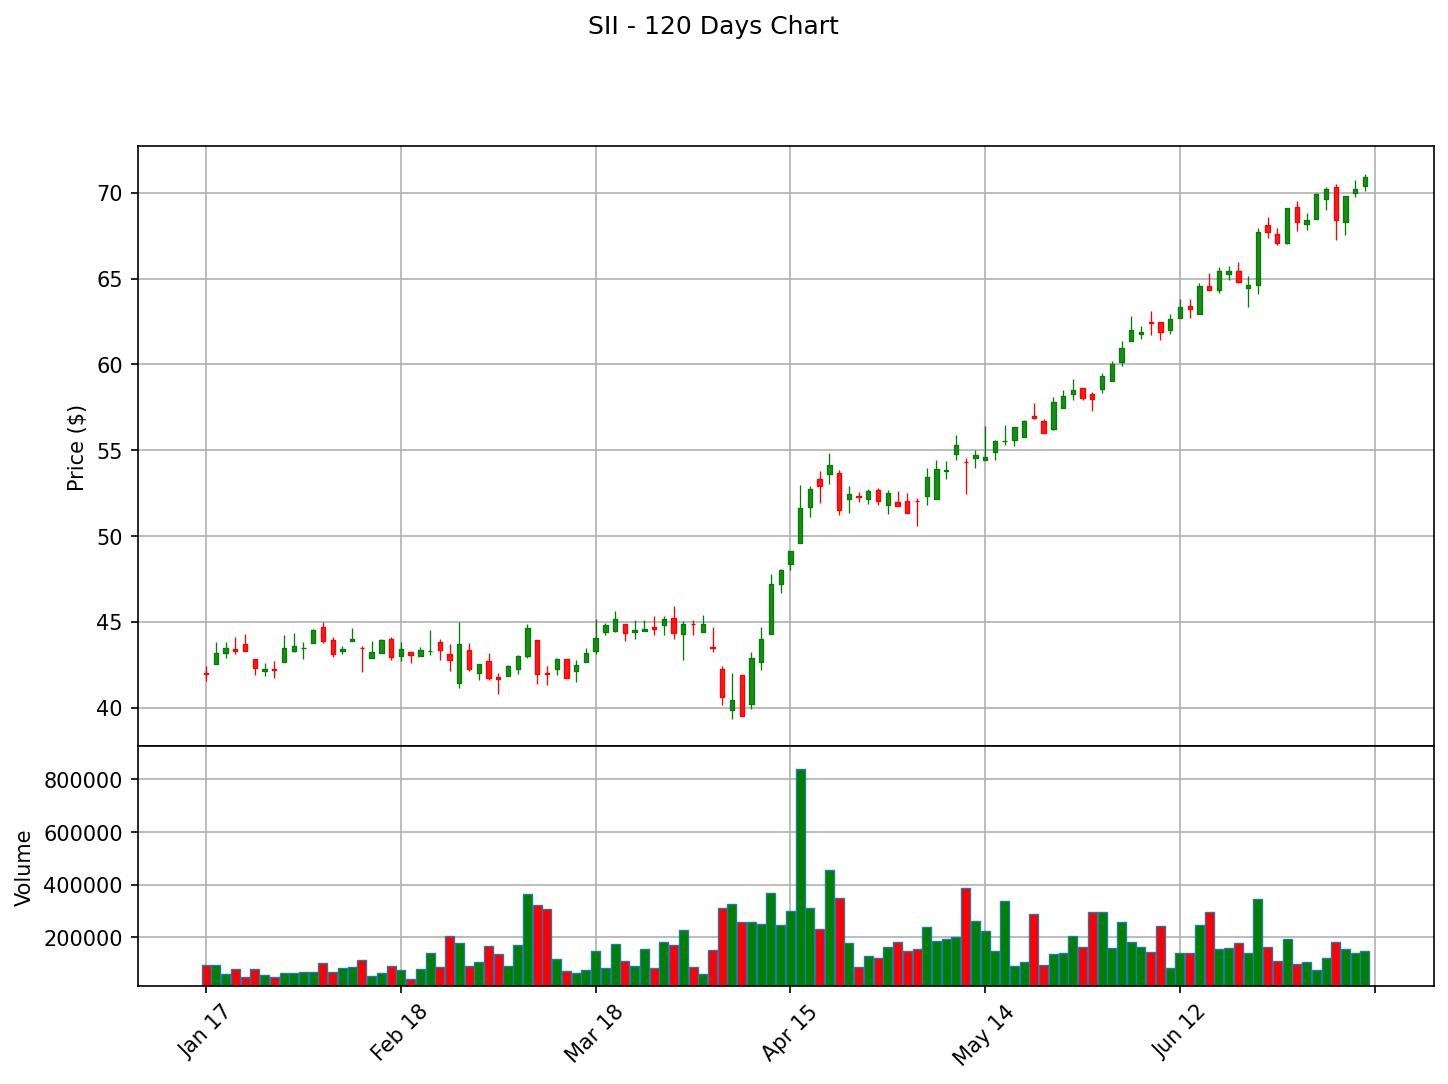 SII - 120 Days Chart
Price ($)
70
65
60
55
50
45
40
Volume
800000
600000
400000
200000
Jan 17
Feb 18
Mar 18
Apr 15
May 14
Jun 12